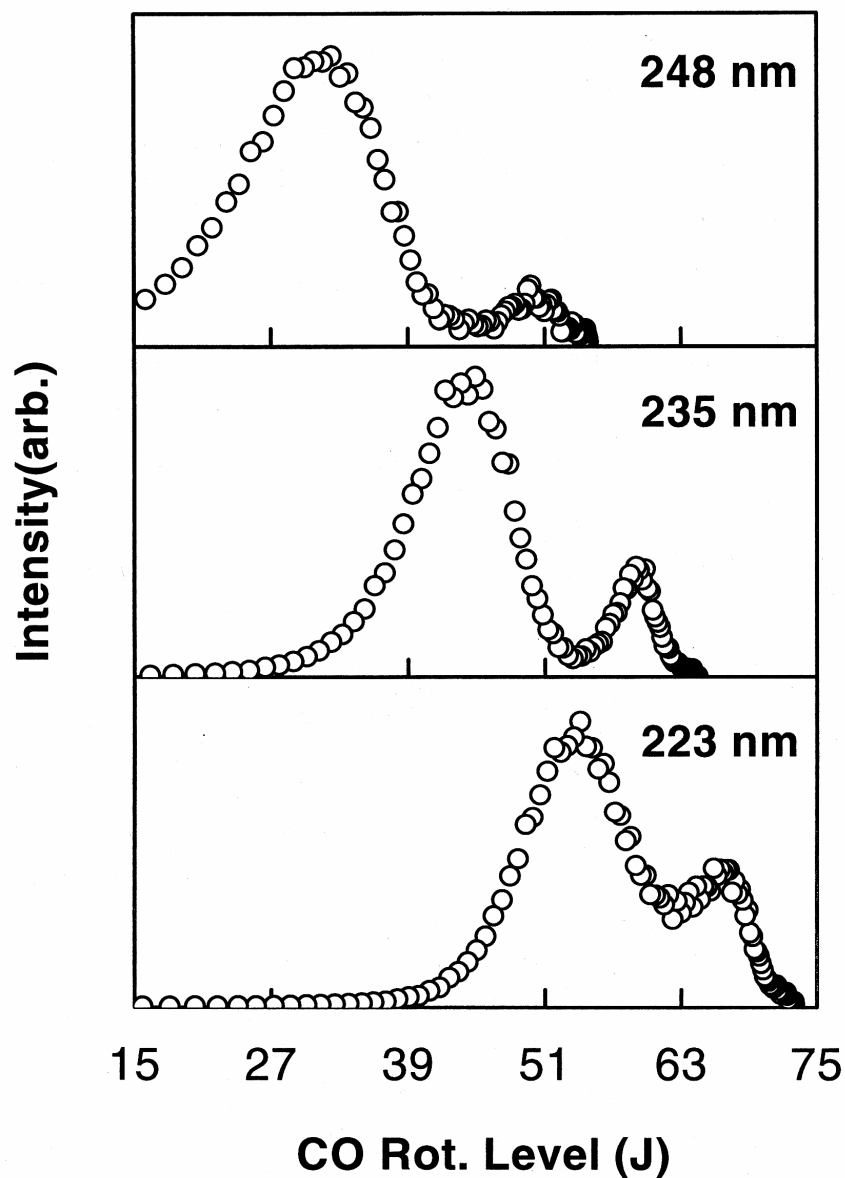 248 nm
235 nm
223 nm
Intensity(arb.)
15 27 39 51 63 75
CO Rot. Level (J)